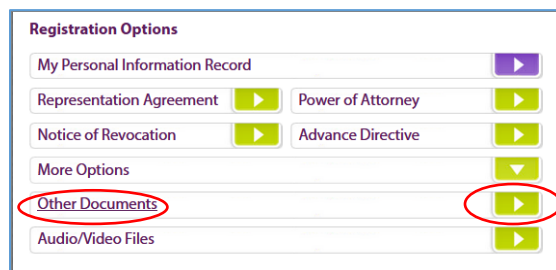 Registration Options
My Personal Information Record
Representation Agreement Power of Attorney
Notice of Revocation Advance Directive
More Options
Other Documents
Audio/Video Files